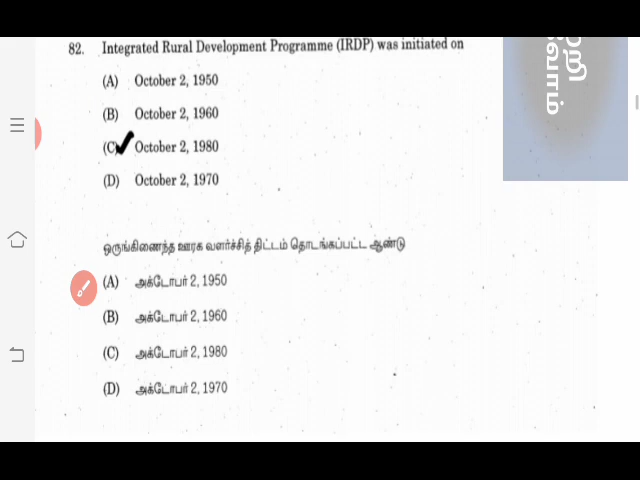 82. Integrated Rural Development Programme (IRDP) was initiated on
(A) October 2, 1950
(B) October 2, 1960
(C) October 2, 1980
(D) October 2, 1970
ஒருங்கிணைந்த ஊரக வளர்ச்சித் திட்டம் தொடங்கப்பட்ட ஆண்டு
(A) அக்டோபர் 2, 1950
(B) அக்டோபர் 2, 1960
(C) அக்டோபர் 2, 1980
(D) அக்டோபர் 2, 1970